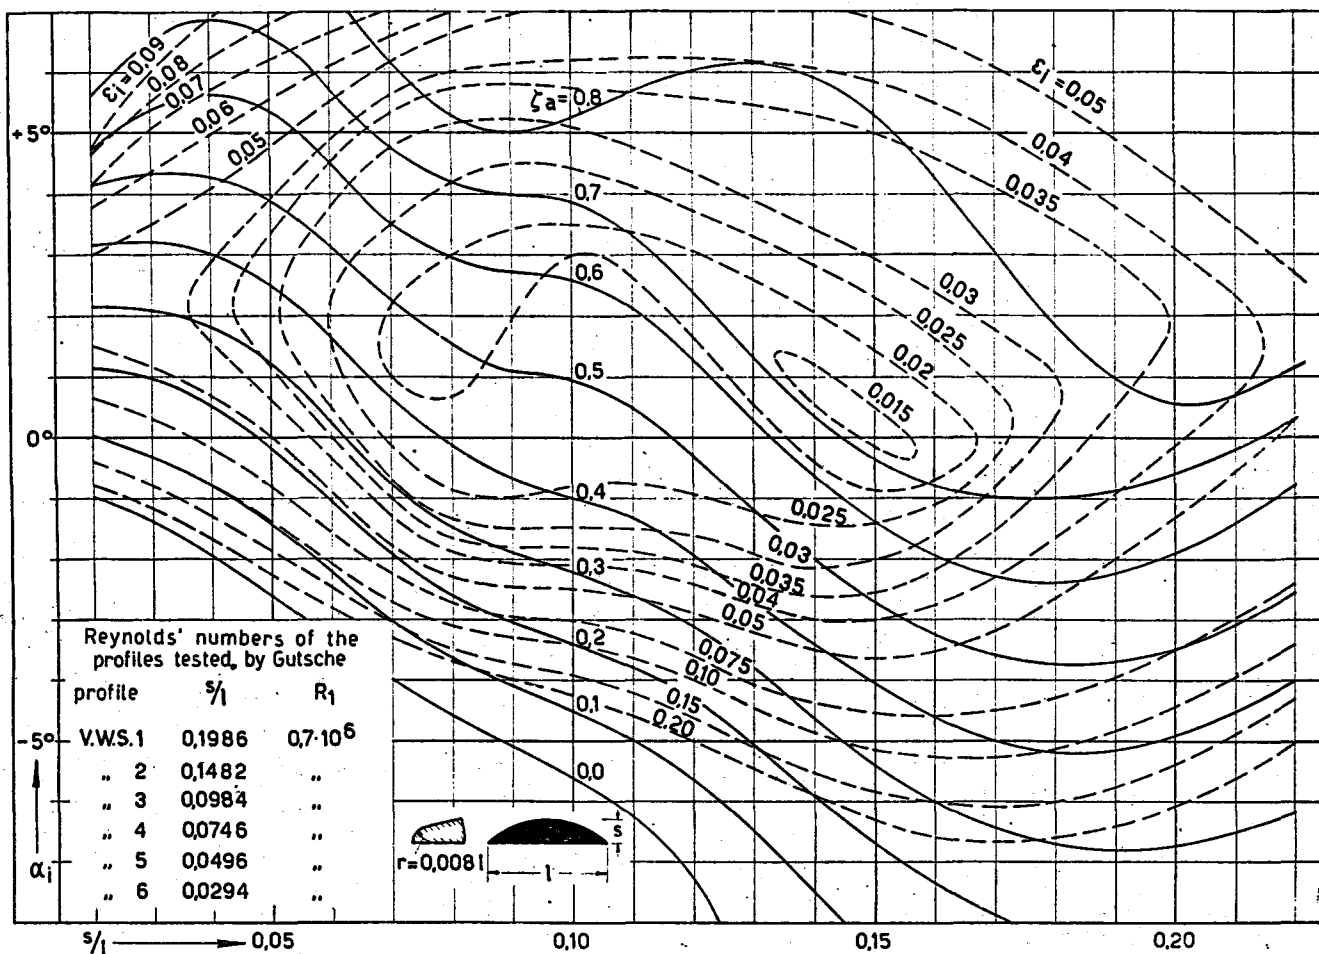 εi=0.09
0.08
0.07
0.06
0.05
ζa=0,8
εi=0.05
0.04
0.035
+5°
0,7
0,6
0,03
0,025
0.02
0.015
0,5
0°
0,4
0.025
0.03
0,3
0.035
0.04
0.05
0,2
0.075
0.10
0,1
0.15
0.20
0,0
-5°
αi
Reynolds' numbers of the
profiles tested, by Gutsche
profile s/l R1
V.W.S.1 0,1986 0,7·10⁶
„ 2 0,1482 „
„ 3 0,0984 „
„ 4 0,0746 „
„ 5 0,0496 „
„ 6 0,0294 „
r=0,008l
s
l
s/l 0,05 0,10 0,15 0,20